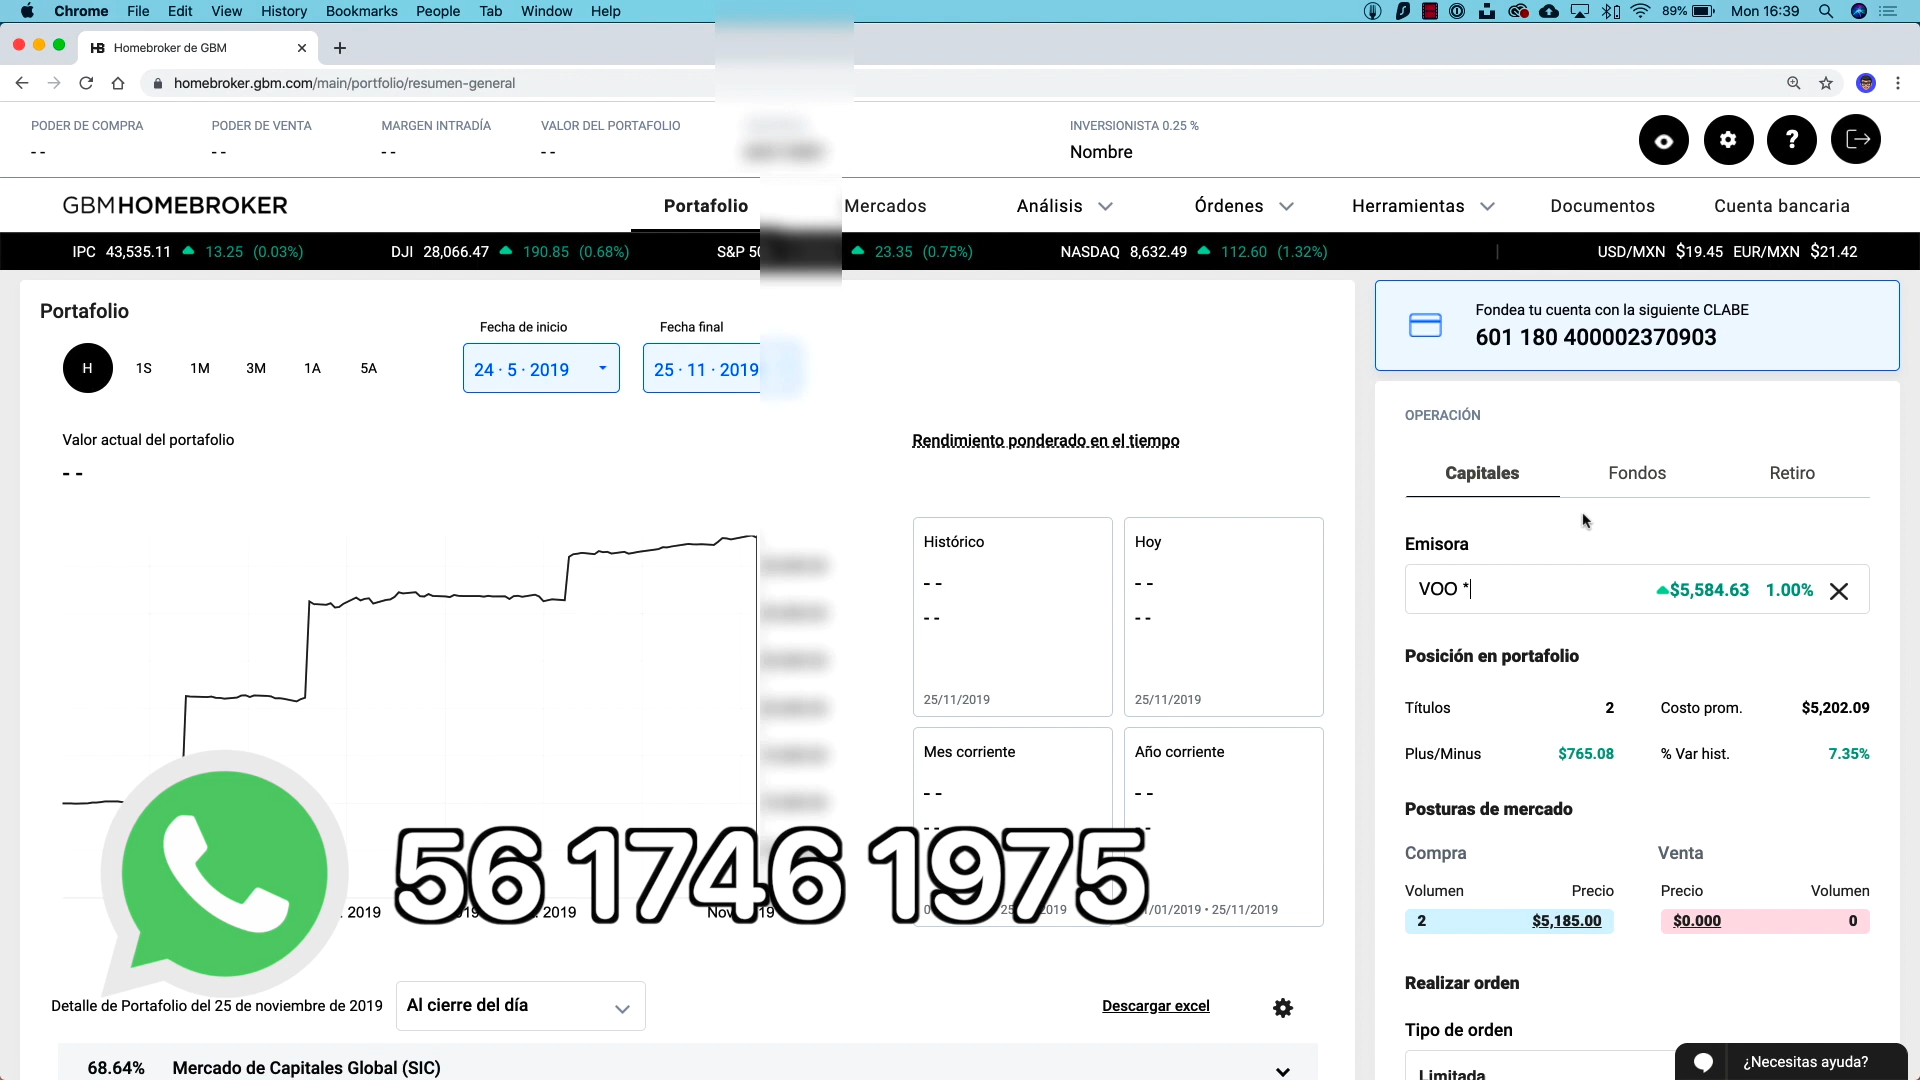 Chrome File Edit View History Bookmarks People Tab Window Help 89% Mon 16:39
HB Homebroker de GBM
homebroker.gbm.com/main/portfolio/resumen-general
PODER DE COMPRA PODER DE VENTA MARGEN INTRADÍA VALOR DEL PORTAFOLIO INVERSIONISTA 0.25 %
-- -- -- -- Nombre
GBMHOMEBROKER Portafolio Mercados Análisis Órdenes Herramientas Documentos Cuenta bancaria
IPC 43,535.11 13.25 (0.03%) DJI 28,066.47 190.85 (0.68%) S&P 23.35 (0.75%) NASDAQ 8,632.49 112.60 (1.32%) | USD/MXN $19.45 EUR/MXN $21.42
Portafolio
Fecha de inicio Fecha final
H 1S 1M 3M 1A 5A 24 · 5 · 2019 25 · 11 · 2019
Valor actual del portafolio
--
Rendimiento ponderado en el tiempo
Histórico
--
--
25/11/2019
Hoy
--
--
25/11/2019
Mes corriente
--
--
Año corriente
--
--
/01/2019 • 25/11/2019
56 1746 1975
2019 2019
Detalle de Portafolio del 25 de noviembre de 2019 Al cierre del día Descargar excel
68.64% Mercado de Capitales Global (SIC)
Fondea tu cuenta con la siguiente CLABE
601 180 400002370903
OPERACIÓN
Capitales Fondos Retiro
Emisora
VOO * $5,584.63 1.00%
Posición en portafolio
Títulos 2 Costo prom. $5,202.09
Plus/Minus $765.08 % Var hist. 7.35%
Posturas de mercado
Compra Venta
Volumen Precio Precio Volumen
2 $5,185.00 $0.000 0
Realizar orden
Tipo de orden
Limitada
¿Necesitas ayuda?